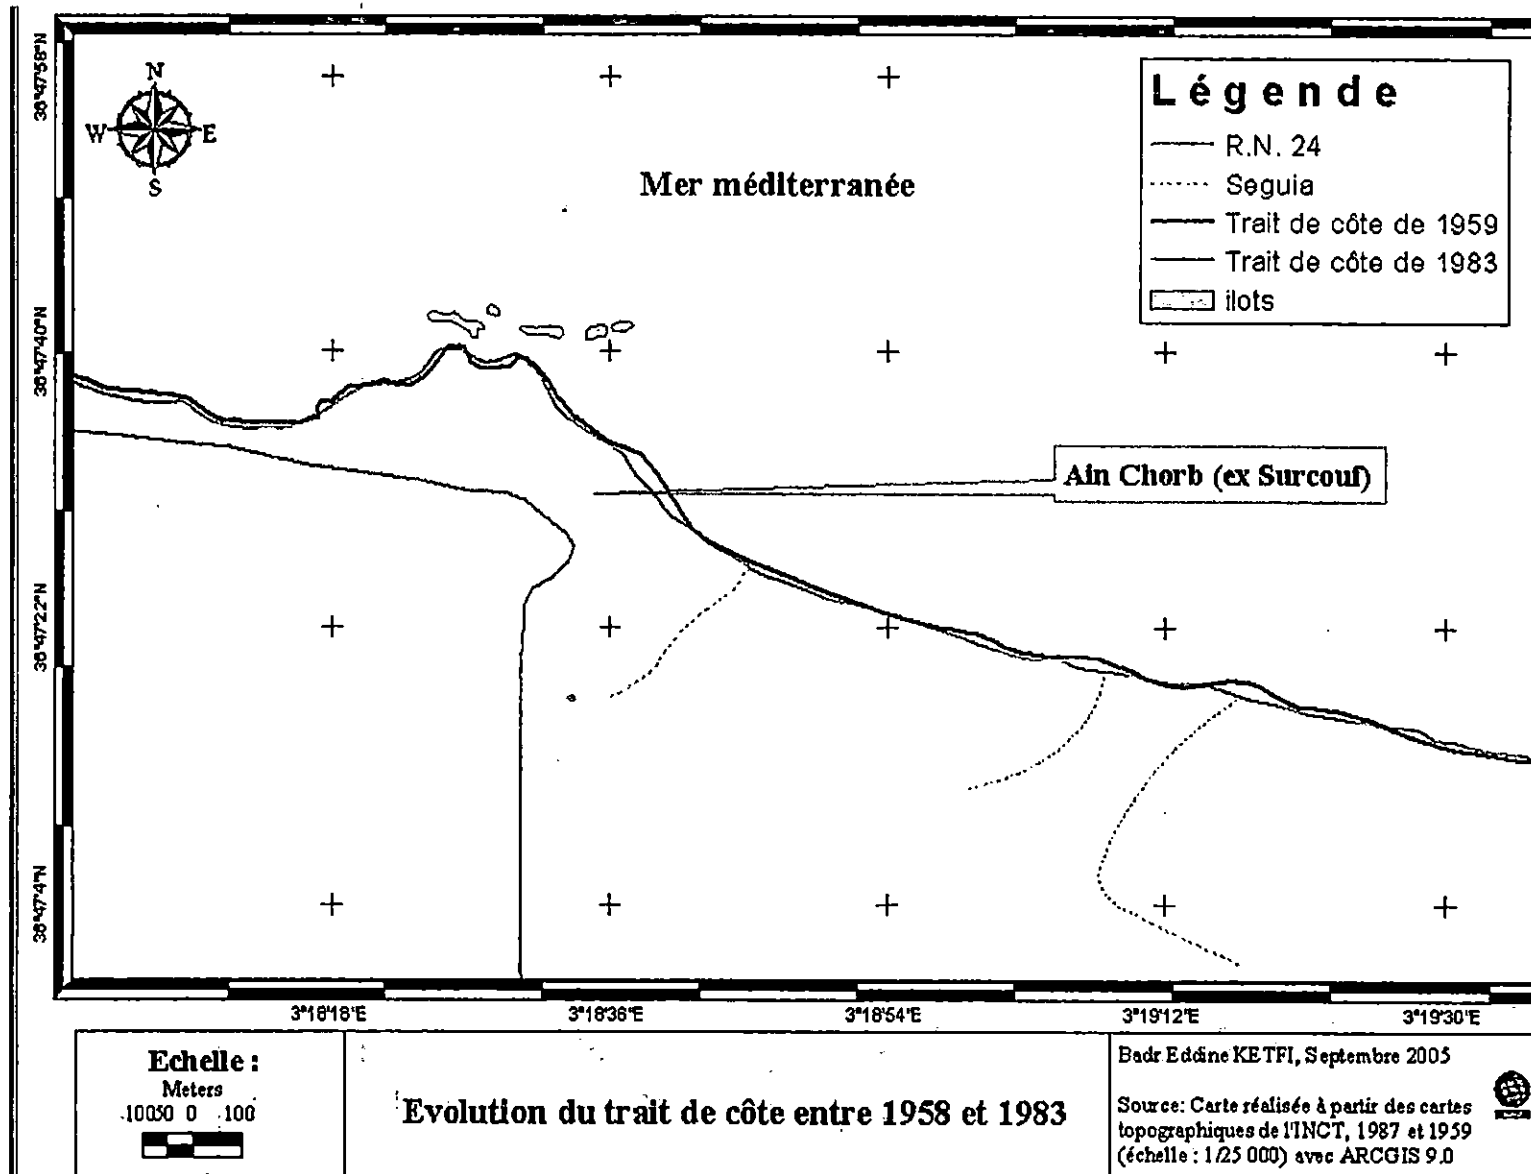 36°47'58"N
36°47'40"N
36°47'22"N
36°47'4"N
N
W E
S
Mer méditerranée
Légende
R.N. 24
Seguia
Trait de côte de 1959
Trait de côte de 1983
ilots
Ain Chorb (ex Surcouf)
3°18'18"E 3°18'36"E 3°18'54"E 3°19'12"E 3°19'30"E
Echelle :
Meters
10050 0 100
Evolution du trait de côte entre 1958 et 1983
Badr Eddine KETFI, Septembre 2005
Source: Carte réalisée à partir des cartes
topographiques de l'INCT, 1987 et 1959
(échelle : 1/25 000) avec ARCGIS 9.0